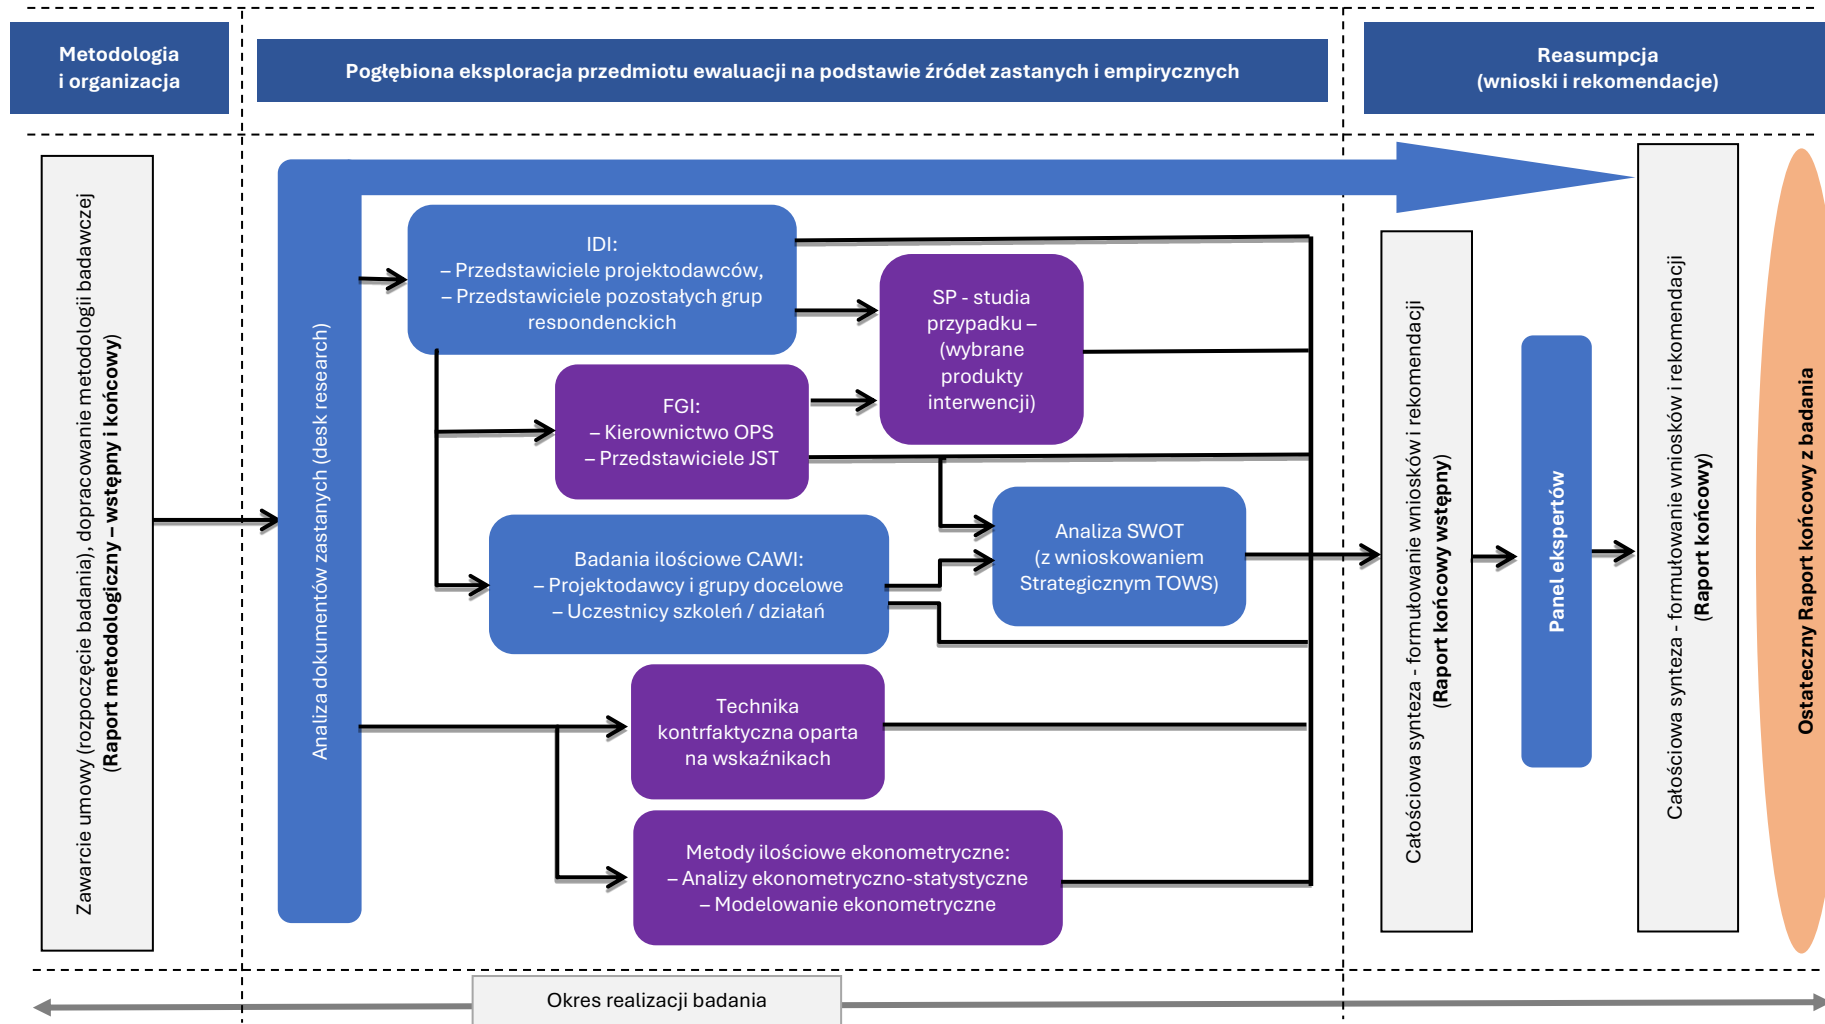 Metodologia
i organizacja
Pogłębiona eksploracja przedmiotu ewaluacji na podstawie źródeł zastanych i empirycznych
Reasumpcja
(wnioski i rekomendacje)
Zawarcie umowy (rozpoczęcie badania), dopracowanie metodologii badawczej
(Raport metodologiczny – wstępny i końcowy)
Analiza dokumentów zastanych (desk research)
IDI:
– Przedstawiciele projektodawców,
– Przedstawiciele pozostałych grup
respondenckich
SP - studia
przypadku –
(wybrane
produkty
interwencji)
FGI:
– Kierownictwo OPS
– Przedstawiciele JST
Badania ilościowe CAWI:
– Projektodawcy i grupy docelowe
– Uczestnicy szkoleń / działań
Analiza SWOT
(z wnioskowaniem
Strategicznym TOWS)
Technika
kontrfaktyczna oparta
na wskaźnikach
Metody ilościowe ekonometryczne:
– Analizy ekonometryczno-statystyczne
– Modelowanie ekonometryczne
Całościowa synteza - formułowanie wniosków i rekomendacji
(Raport końcowy wstępny)
Panel ekspertów
Całościowa synteza - formułowanie wniosków i rekomendacji
(Raport końcowy)
Ostateczny Raport końcowy z badania
Okres realizacji badania